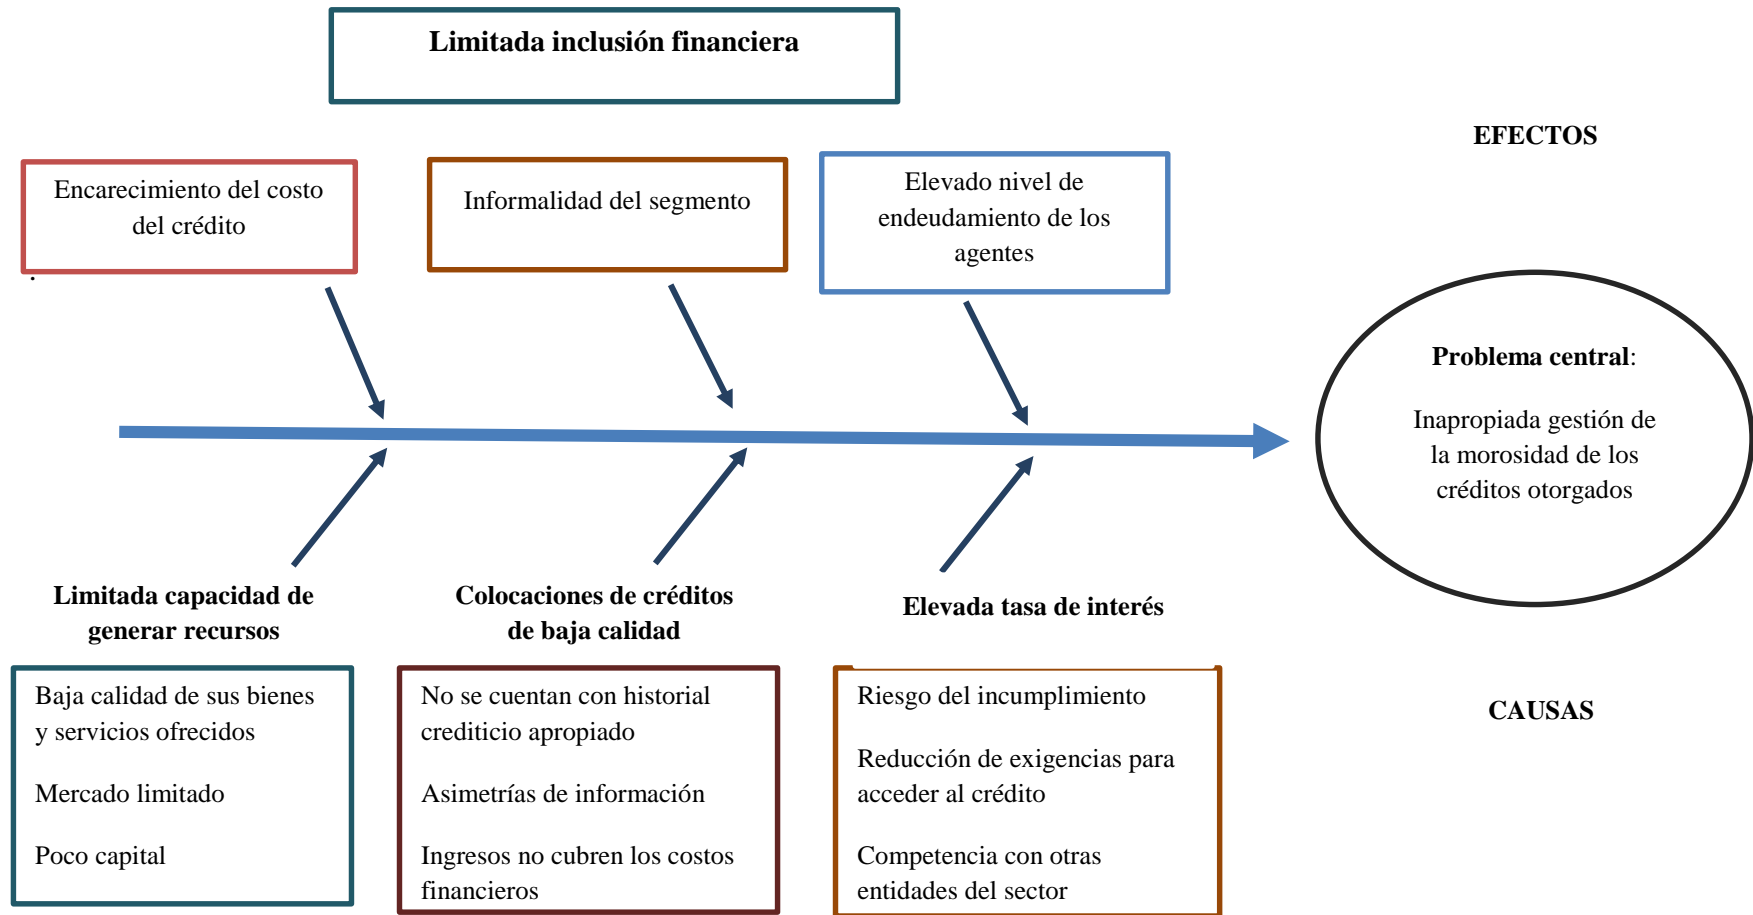 Limitada inclusión financiera
EFECTOS
Encarecimiento del costo
del crédito
.
Informalidad del segmento
Elevado nivel de
endeudamiento de los
agentes
Problema central:
Inapropiada gestión de
la morosidad de los
créditos otorgados
Limitada capacidad de
generar recursos
Colocaciones de créditos
de baja calidad
Elevada tasa de interés
Baja calidad de sus bienes
y servicios ofrecidos
Mercado limitado
Poco capital
No se cuentan con historial
crediticio apropiado
Asimetrías de información
Ingresos no cubren los costos
financieros
Riesgo del incumplimiento
Reducción de exigencias para
acceder al crédito
Competencia con otras
entidades del sector
CAUSAS